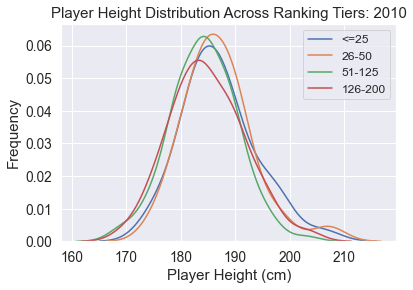 Player Height Distribution Across Ranking Tiers: 2010
<=25
26-50
51-125
126-200
0.06
0.05
0.04
0.03
0.02
0.01
0.00
Frequency
160 170 180 190 200 210
Player Height (cm)